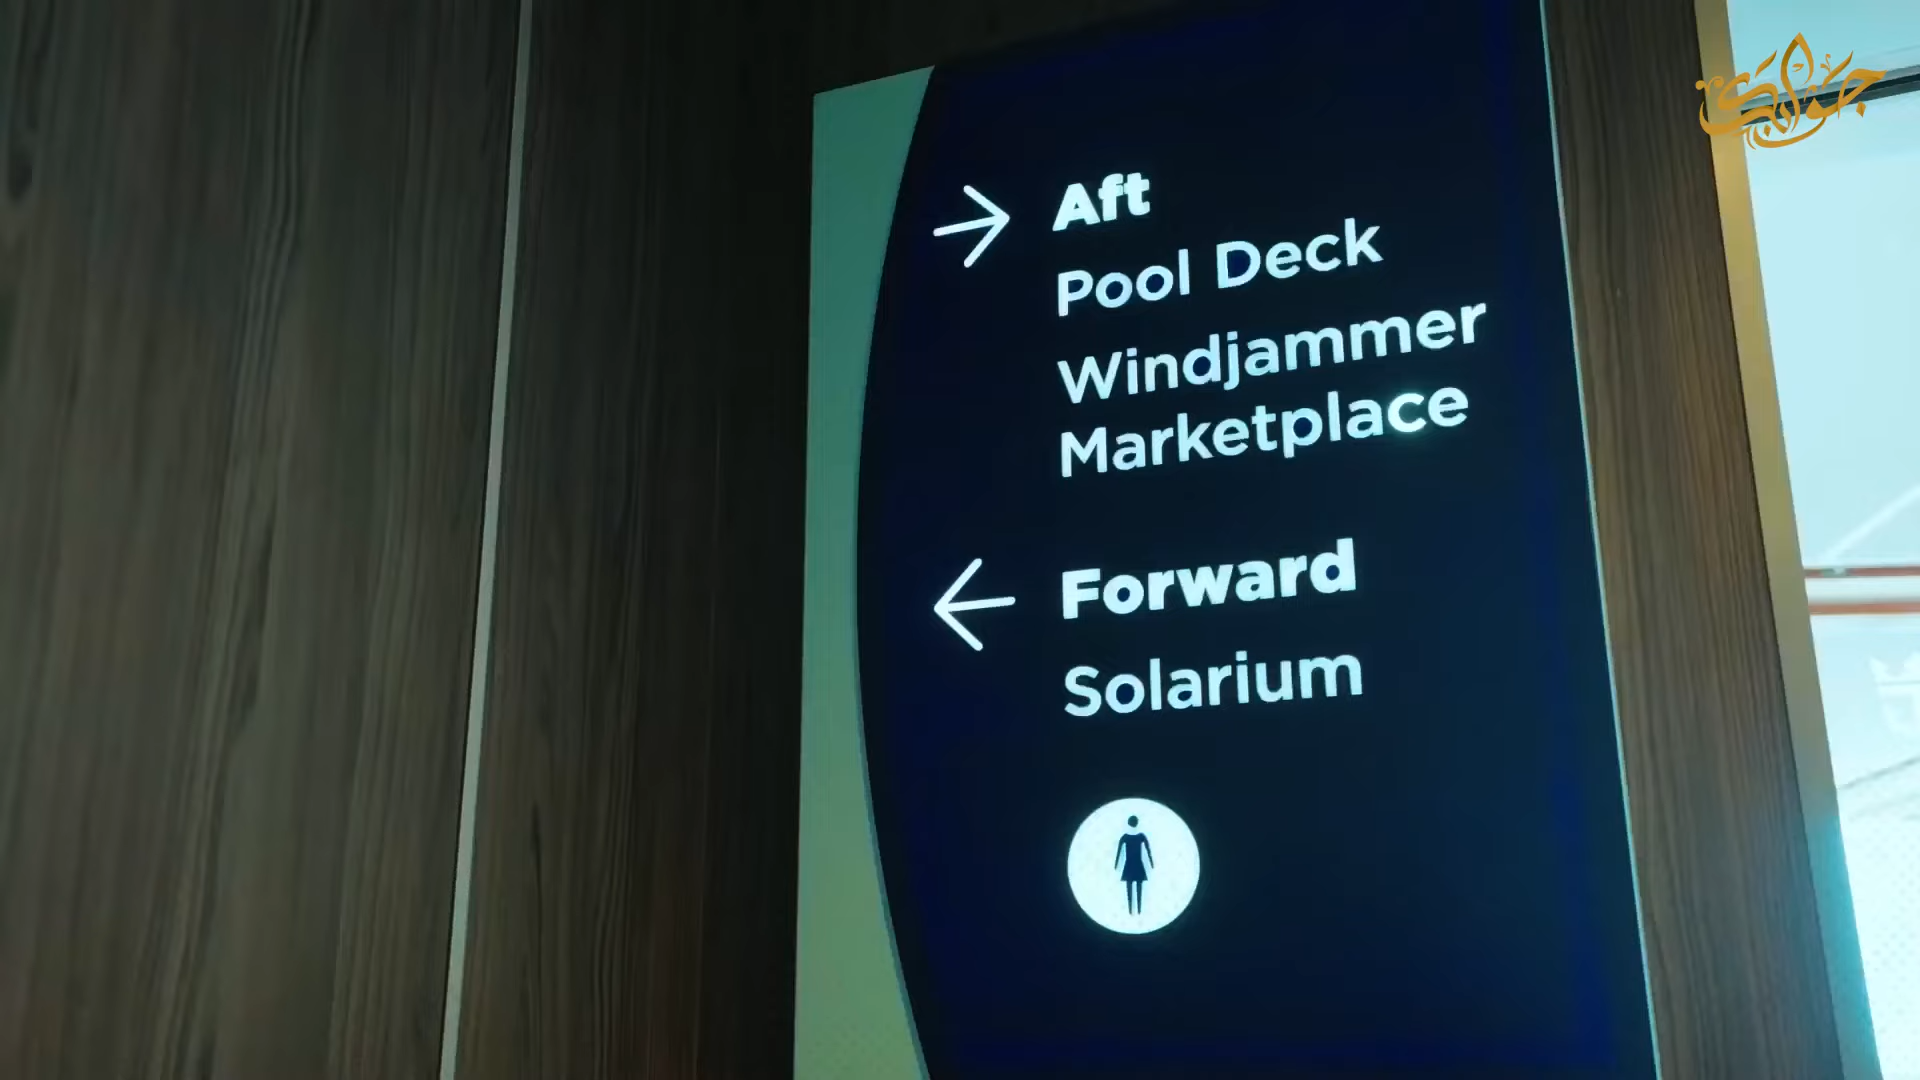 Aft
Pool Deck
Windjammer
Marketplace
Forward
Solarium